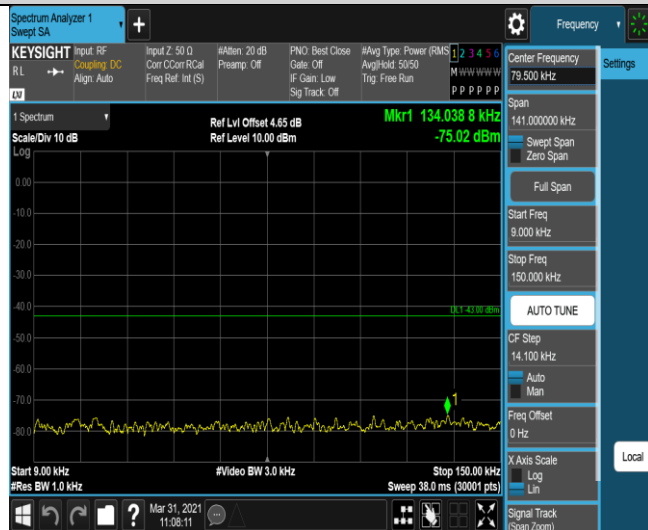 Spectrum Analyzer 1
Swept SA
Frequency
KEYSIGHT
RL
LXI
Input: RF
Coupling: DC
Align: Auto
Input Z: 50 Ω
Corr CCorr RCal
Freq Ref: Int (S)
#Atten: 20 dB
Preamp: Off
PNO: Best Close
Gate: Off
IF Gain: Low
Sig Track: Off
#Avg Type: Power (RMS
Avg|Hold: 50/50
Trig: Free Run
1 2 3 4 5 6
M W W W W W
P P P P P P
1 Spectrum
Scale/Div 10 dB
Log
Ref Lvl Offset 4.65 dB
Ref Level 10.00 dBm
Mkr1 134.038 8 kHz
-75.02 dBm
0.00
-10.0
-20.0
-30.0
-40.0
-50.0
-60.0
-70.0
-80.0
DL1 -43.00 dBm
1
Start 9.00 kHz
#Res BW 1.0 kHz
#Video BW 3.0 kHz
Stop 150.00 kHz
Sweep 38.0 ms (30001 pts)
Mar 31, 2021
11:08:11
Center Frequency
79.500 kHz
Span
141.000000 kHz
Swept Span
Zero Span
Full Span
Start Freq
9.000 kHz
Stop Freq
150.000 kHz
AUTO TUNE
CF Step
14.100 kHz
Auto
Man
Freq Offset
0 Hz
X Axis Scale
Log
Lin
Signal Track
(Span Zoom)
Settings
Local